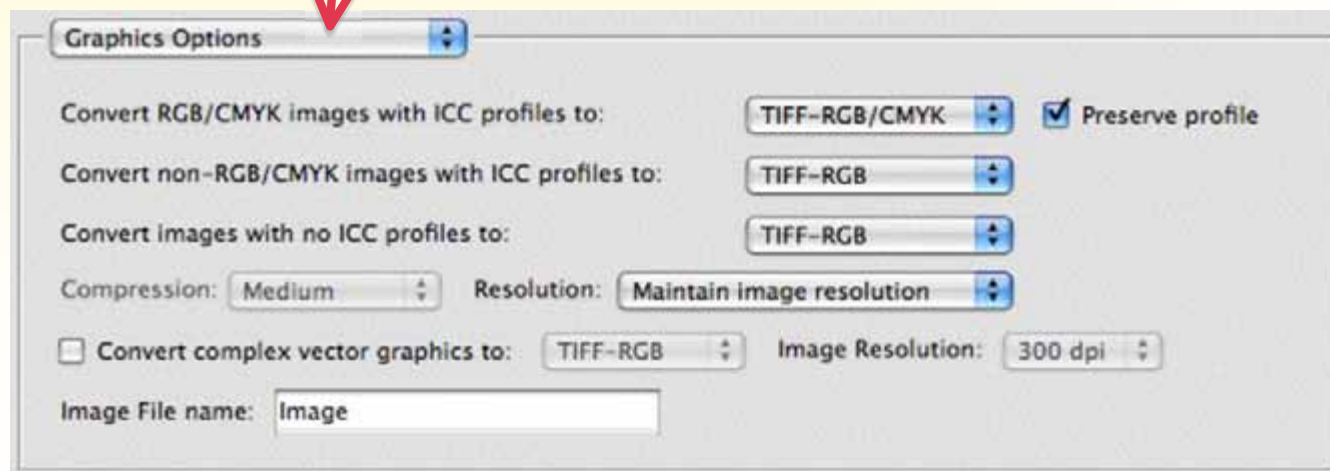 Graphics Options
Convert RGB/CMYK images with ICC profiles to: TIFF-RGB/CMYK Preserve profile
Convert non-RGB/CMYK images with ICC profiles to: TIFF-RGB
Convert images with no ICC profiles to: TIFF-RGB
Compression: Medium Resolution: Maintain image resolution
Convert complex vector graphics to: TIFF-RGB Image Resolution: 300 dpi
Image File name: Image